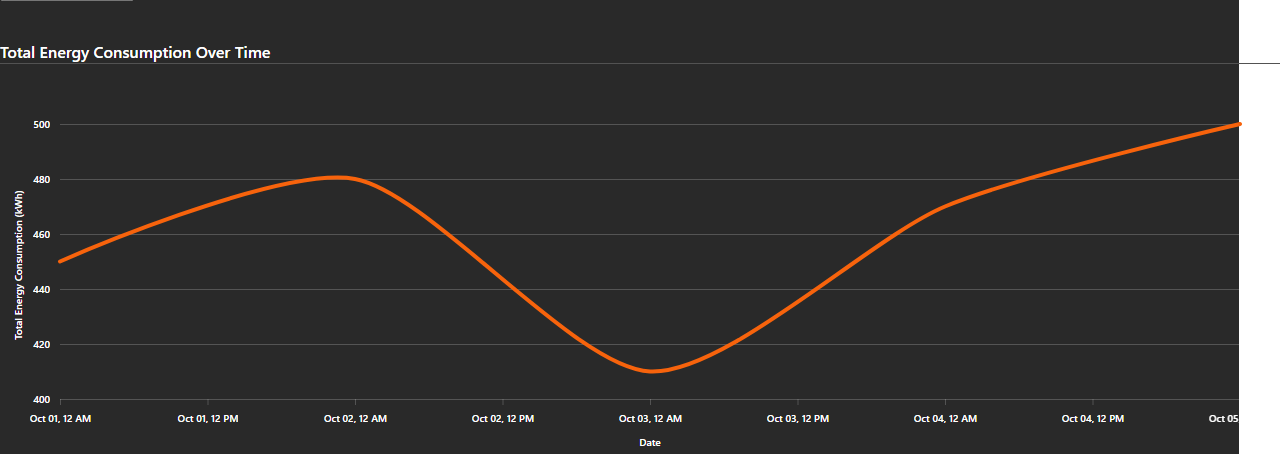 Total Energy Consumption Over Time
Total Energy Consumption (kWh)
500
480
460
440
420
400
Oct 01, 12 AM
Oct 01, 12 PM
Oct 02, 12 AM
Oct 02, 12 PM
Oct 03, 12 AM
Oct 03, 12 PM
Oct 04, 12 AM
Oct 04, 12 PM
Oct 05
Date